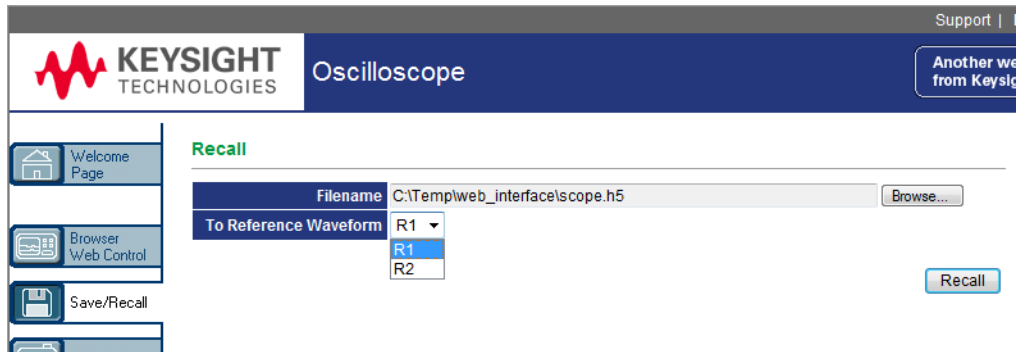 Support |
KEYSIGHT
TECHNOLOGIES
Oscilloscope
Another we
from Keysig
Welcome
Page
Recall
Filename C:\Temp\web_interface\scope.h5 Browse...
To Reference Waveform R1
R1
R2
Browser
Web Control
Recall
Save/Recall